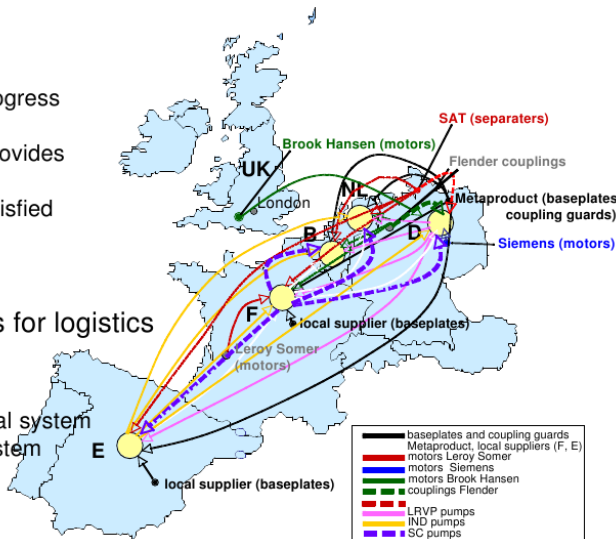 ogress
ovides
isfied
s for logistics
al system
stem
SAT (separaters)
Brook Hansen (motors)
Flender couplings
UK
London
NL
Metaproduct (baseplates
coupling guards)
B
D
Siemens (motors)
F
local supplier (baseplates)
Leroy Somer
(motors)
E
local supplier (baseplates)
baseplates and coupling guards
Metaproduct, local suppliers (F, E)
motors Leroy Somer
motors Siemens
motors Brook Hansen
couplings Flender
LRVP pumps
IND pumps
SC pumps